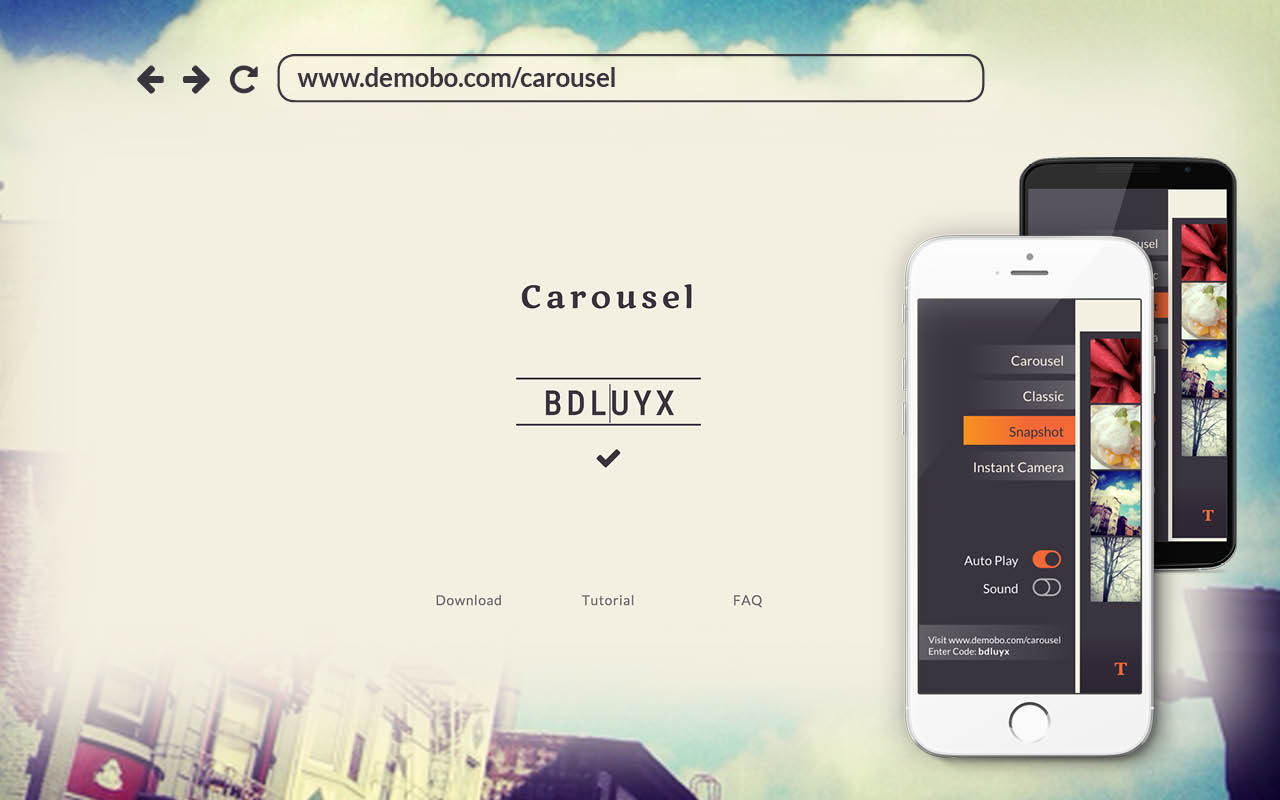 www.demobo.com/carousel
Carousel
BDLUYX
Download
Tutorial
FAQ
usel
c
a
T
Carousel
Classic
Snapshot
Instant Camera
Auto Play
Sound
Visit www.demobo.com/carousel
Enter Code: bdluyx
T